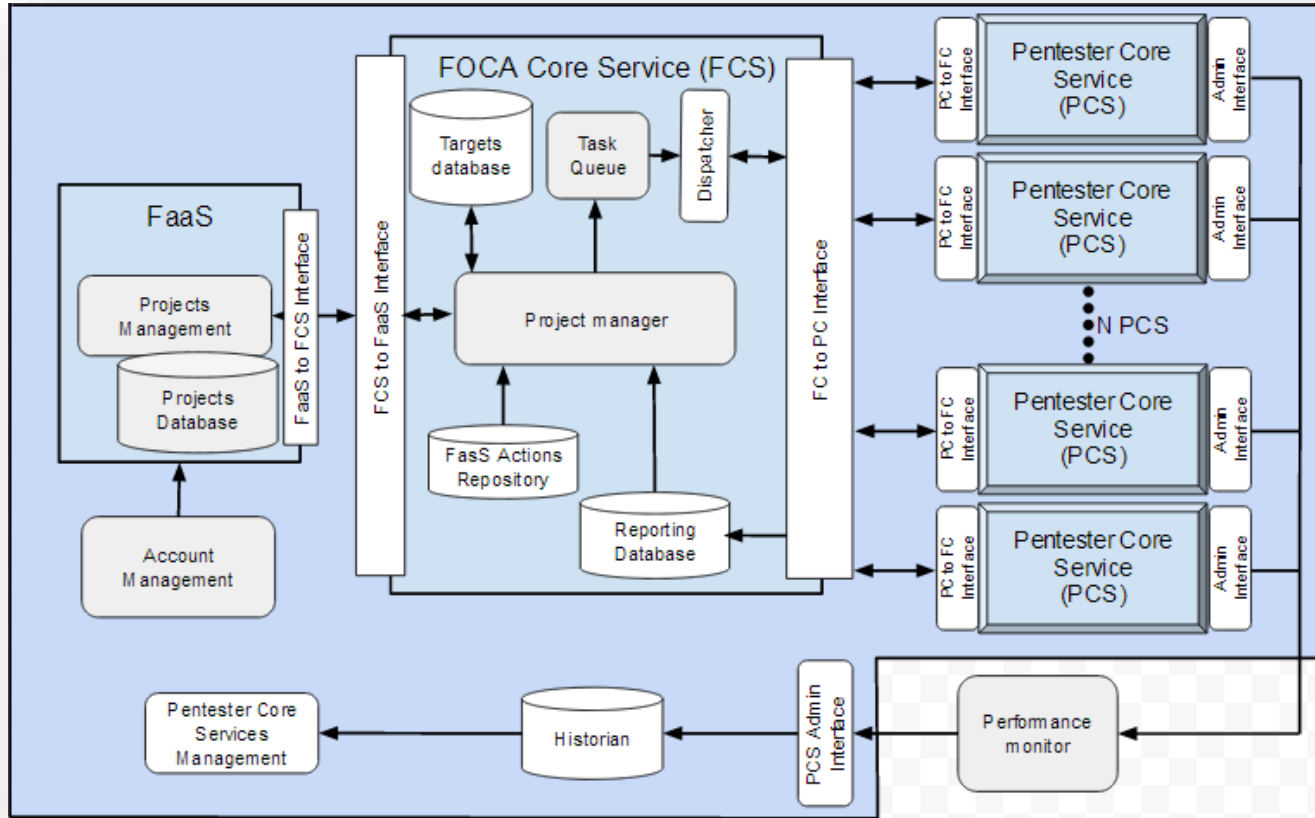 FOCA Core Service (FCS)
Targets
database
Task
Queue
Dispatcher
FaaS
Projects
Management
Projects
Database
FaaS to FCS Interface
FCS to FaaS Interface
Project manager
FasS Actions
Repository
Reporting
Database
FC to PC Interface
Account
Management
PC to FC
Interface
Pentester Core
Service
(PCS)
Admin
Interface
PC to FC
Interface
Pentester Core
Service
(PCS)
Admin
Interface
N PCS
PC to FC
Interface
Pentester Core
Service
(PCS)
Admin
Interface
PC to FC
Interface
Pentester Core
Service
(PCS)
Admin
Interface
Pentester Core
Services
Management
Historian
PCS Admin
Interface
Performance
monitor